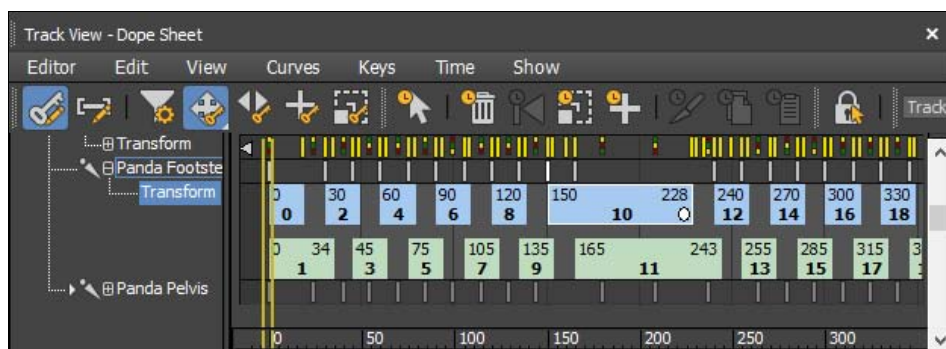 Track View - Dope Sheet
Editor Edit View Curves Keys Time Show
Track
Transform
Panda Footste
Transform
0 30 60 90 120 150 228 240 270 300 330
0 2 4 6 8 10 12 14 16 18
0 34 45 75 105 135 165 243 255 285 315
1 3 5 7 9 11 13 15 17
Panda Pelvis
0 50 100 150 200 250 300